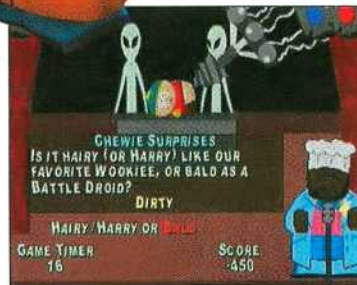 CHEWIE SURPRISES
IS IT HAIRY (OR HARRY) LIKE OUR
FAVORITE WOOKIEE, OR BALD AS A
BATTLE DROID?
DIRTY
HAIRY/HARRY OR BALD
GAME TIMER
16
SCORE
-450